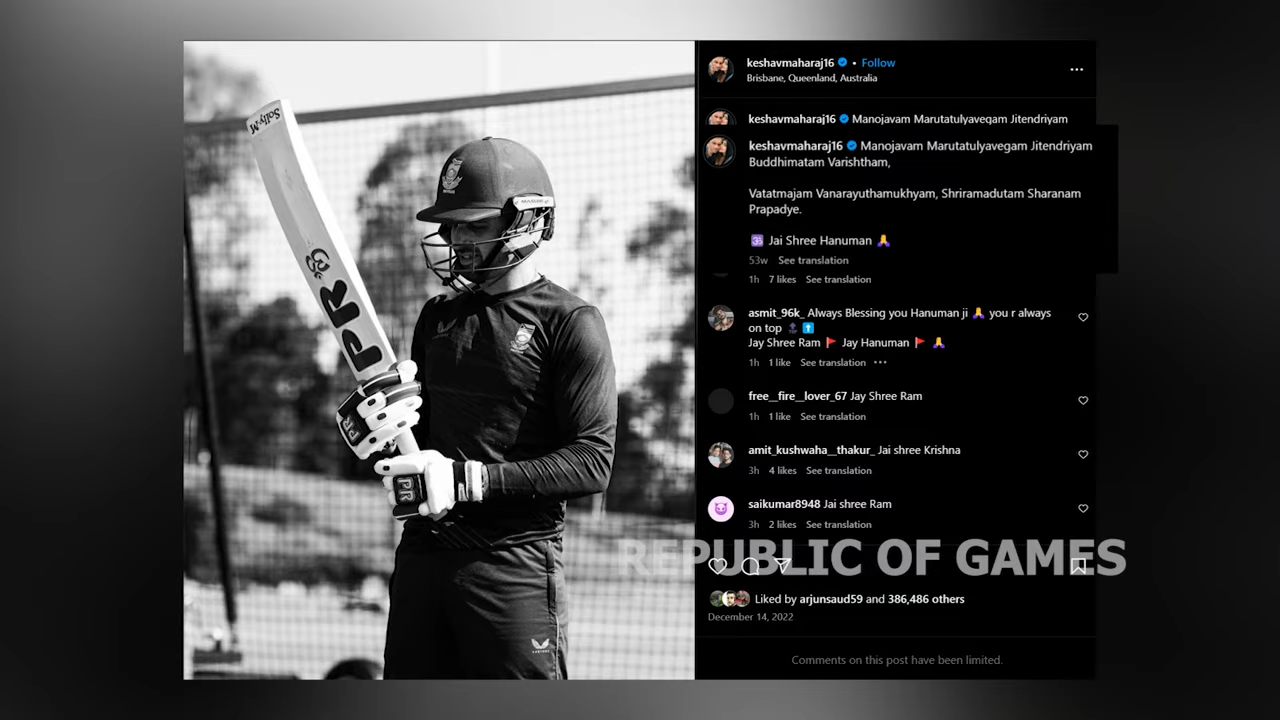 Solly M
ॐ
PR
PR
PR
keshavmaharaj16 • Follow
Brisbane, Queenland, Australia
keshavmaharaj16 Manojavam Marutatulyavegam Jitendriyam
keshavmaharaj16 Manojavam Marutatulyavegam Jitendriyam
Buddhimatam Varishtham,
Vatatmajam Vanarayuthamukhyam, Shriramadutam Sharanam
Prapadye.
🕉 Jai Shree Hanuman 🙏
53w See translation
1h 7 likes See translation
asmit_96k_ Always Blessing you Hanuman ji 🙏 you r always
on top ⬆
Jay Shree Ram 🚩 Jay Hanuman 🚩 🙏
1h 1 like See translation •••
free__fire__lover_67 Jay Shree Ram
1h 1 like See translation
amit_kushwaha__thakur_ Jai shree Krishna
3h 4 likes See translation
saikumar8948 Jai shree Ram
3h 2 likes See translation
REPUBLIC OF GAMES
Liked by arjunsaud59 and 386,486 others
December 14, 2022
Comments on this post have been limited.